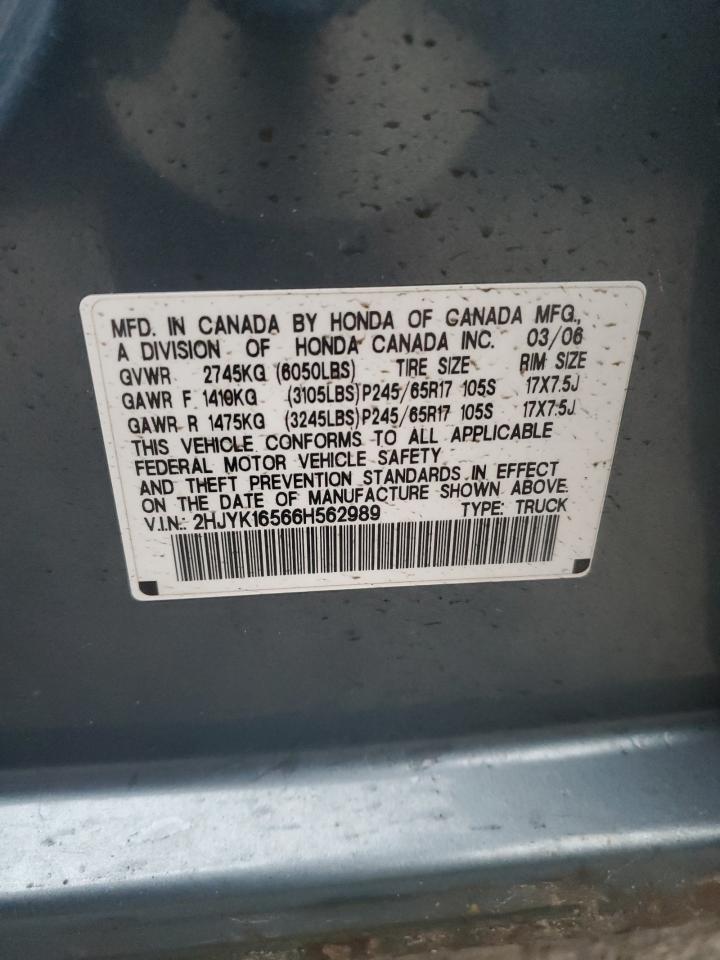 MFD. IN CANADA BY HONDA OF CANADA MFG.,
A DIVISION OF HONDA CANADA INC. 03/06
GVWR 2745KG (6050LBS) TIRE SIZE RIM SIZE
GAWR F 1410KG (3105LBS)P245/65R17 105S 17X7.5J
GAWR R 1475KG (3245LBS)P245/65R17 105S 17X7.5J
THIS VEHICLE CONFORMS TO ALL APPLICABLE
FEDERAL MOTOR VEHICLE SAFETY
AND THEFT PREVENTION STANDARDS IN EFFECT
ON THE DATE OF MANUFACTURE SHOWN ABOVE.
V.I.N.: 2HJYK16566H562989 TYPE: TRUCK